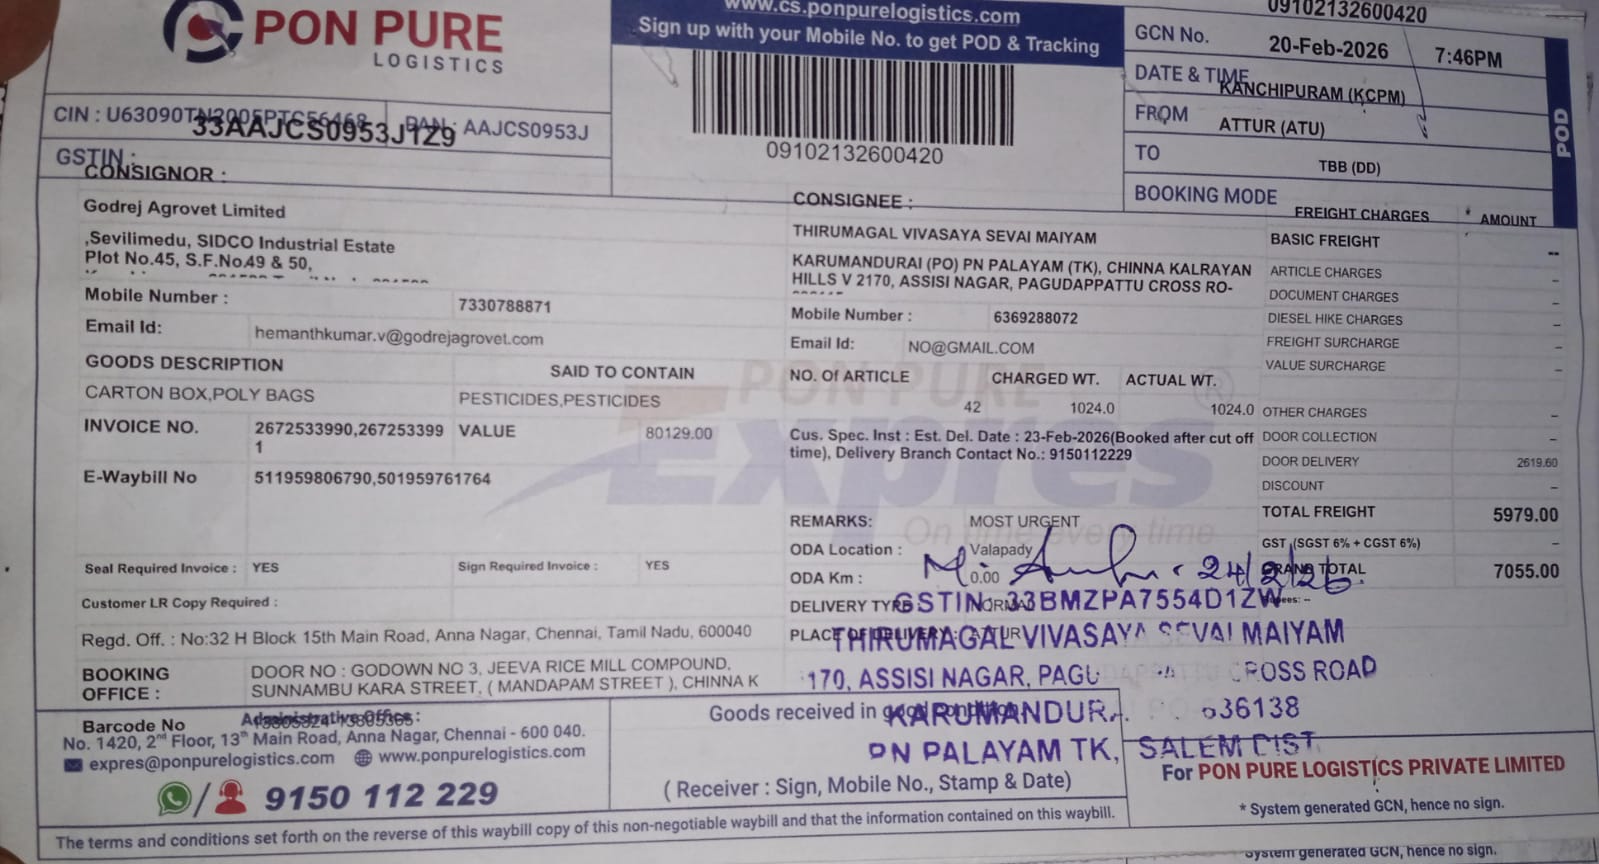 PON PURE
LOGISTICS
www.cs.ponpurelogistics.com
Sign up with your Mobile No. to get POD & Tracking
09102132600420
09102132600420
GCN No.
20-Feb-2026 7:46PM
DATE & TIME
KANCHIPURAM (KCPM)
FROM
ATTUR (ATU)
TO
TBB (DD)
BOOKING MODE
POD
CIN : U63090TN2005PTC56468 PAN : AAJCS0953J
33AAJCS0953J1Z9
GSTIN :
CONSIGNOR :
Godrej Agrovet Limited
,Sevilimedu, SIDCO Industrial Estate
Plot No.45, S.F.No.49 & 50,
Mobile Number : 7330788871
Email Id: hemanthkumar.v@godrejagrovet.com
GOODS DESCRIPTION SAID TO CONTAIN
CARTON BOX,POLY BAGS PESTICIDES,PESTICIDES
INVOICE NO. 2672533990,267253399 VALUE 80129.00
1
E-Waybill No 511959806790,501959761764
Seal Required Invoice : YES Sign Required Invoice : YES
Customer LR Copy Required :
Regd. Off. : No:32 H Block 15th Main Road, Anna Nagar, Chennai, Tamil Nadu, 600040
BOOKING OFFICE : DOOR NO : GODOWN NO 3, JEEVA RICE MILL COMPOUND,
SUNNAMBU KARA STREET, ( MANDAPAM STREET ), CHINNA K
CONSIGNEE :
THIRUMAGAL VIVASAYA SEVAI MAIYAM
KARUMANDURAI (PO) PN PALAYAM (TK), CHINNA KALRAYAN
HILLS V 2170, ASSISI NAGAR, PAGUDAPPATTU CROSS RO-
Mobile Number : 6369288072
Email Id: NO@GMAIL.COM
NO. Of ARTICLE CHARGED WT. ACTUAL WT.
42 1024.0 1024.0
Cus. Spec. Inst : Est. Del. Date : 23-Feb-2026(Booked after cut off
time), Delivery Branch Contact No.: 9150112229
REMARKS: MOST URGENT
ODA Location : Valapady
ODA Km : 0.00
DELIVERY TYPE NORMAL
PLACE OF DELIVERY : ATTUR
FREIGHT CHARGES * AMOUNT
BASIC FREIGHT --
ARTICLE CHARGES -
DOCUMENT CHARGES -
DIESEL HIKE CHARGES -
FREIGHT SURCHARGE -
VALUE SURCHARGE -
OTHER CHARGES -
DOOR COLLECTION -
DOOR DELIVERY 2619.60
DISCOUNT -
TOTAL FREIGHT 5979.00
GST (SGST 6% + CGST 6%) -
GRAND TOTAL 7055.00
PON PURE
Expres
On time every time
24/2/26
GSTIN: 33BMZPA7554D1ZW
THIRUMAGAL VIVASAYA SEVAI MAIYAM
170, ASSISI NAGAR, CROSS ROAD
636138
PN PALAYAM TK, SALEM DIST.
Goods received in good condition
( Receiver : Sign, Mobile No., Stamp & Date)
Barcode No
Administrative Office :
No. 1420, 2nd Floor, 13th Main Road, Anna Nagar, Chennai - 600 040.
expres@ponpurelogistics.com www.ponpurelogistics.com
9150 112 229
For PON PURE LOGISTICS PRIVATE LIMITED
* System generated GCN, hence no sign.
The terms and conditions set forth on the reverse of this waybill copy of this non-negotiable waybill and that the information contained on this waybill.
System generated GCN, hence no sign.